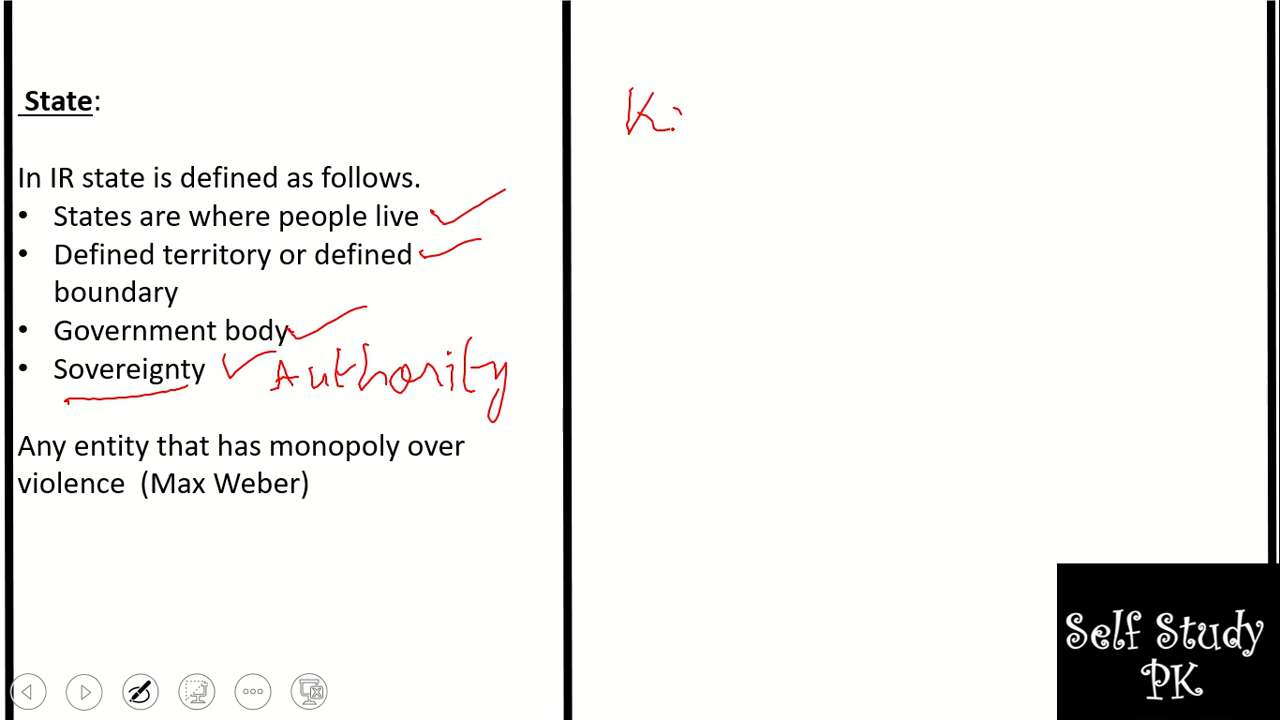 State:
In IR state is defined as follows.
• States are where people live
• Defined territory or defined
boundary
• Government body
• Sovereignty Authority
Any entity that has monopoly over
violence (Max Weber)
Self Study
PK